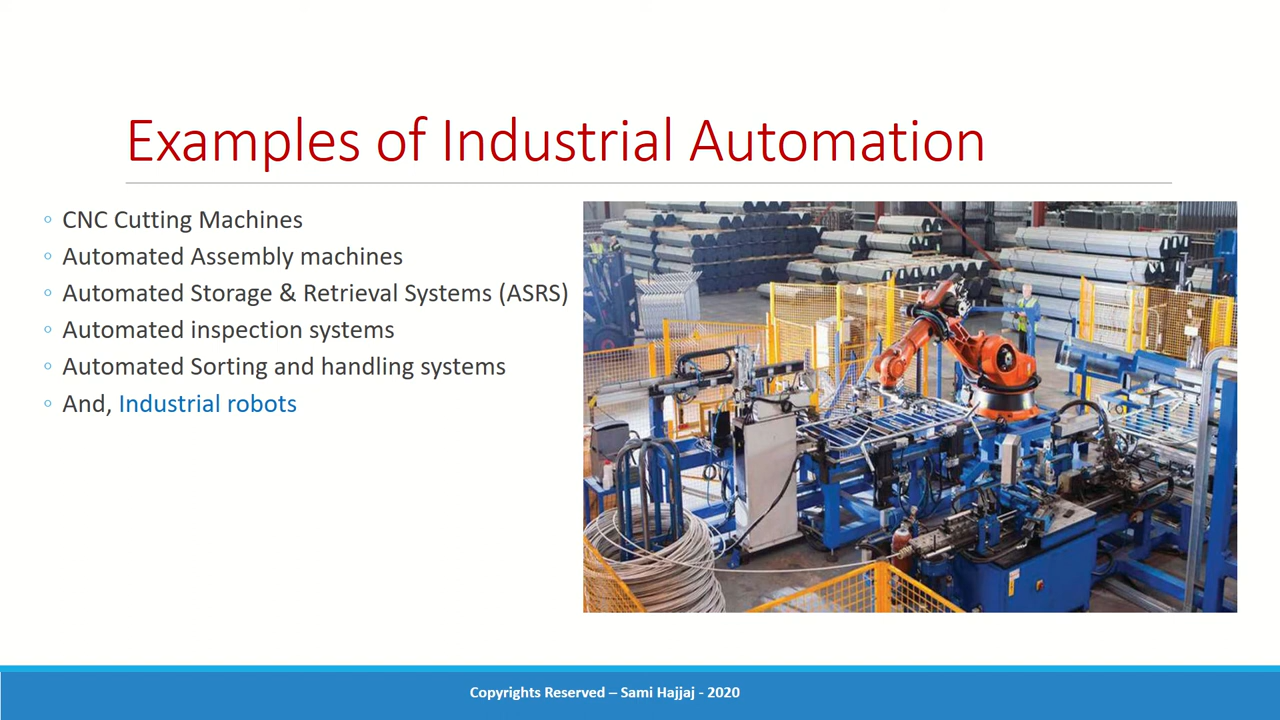 Examples of Industrial Automation
◦ CNC Cutting Machines
◦ Automated Assembly machines
◦ Automated Storage & Retrieval Systems (ASRS)
◦ Automated inspection systems
◦ Automated Sorting and handling systems
◦ And, Industrial robots
Copyrights Reserved – Sami Hajjaj - 2020